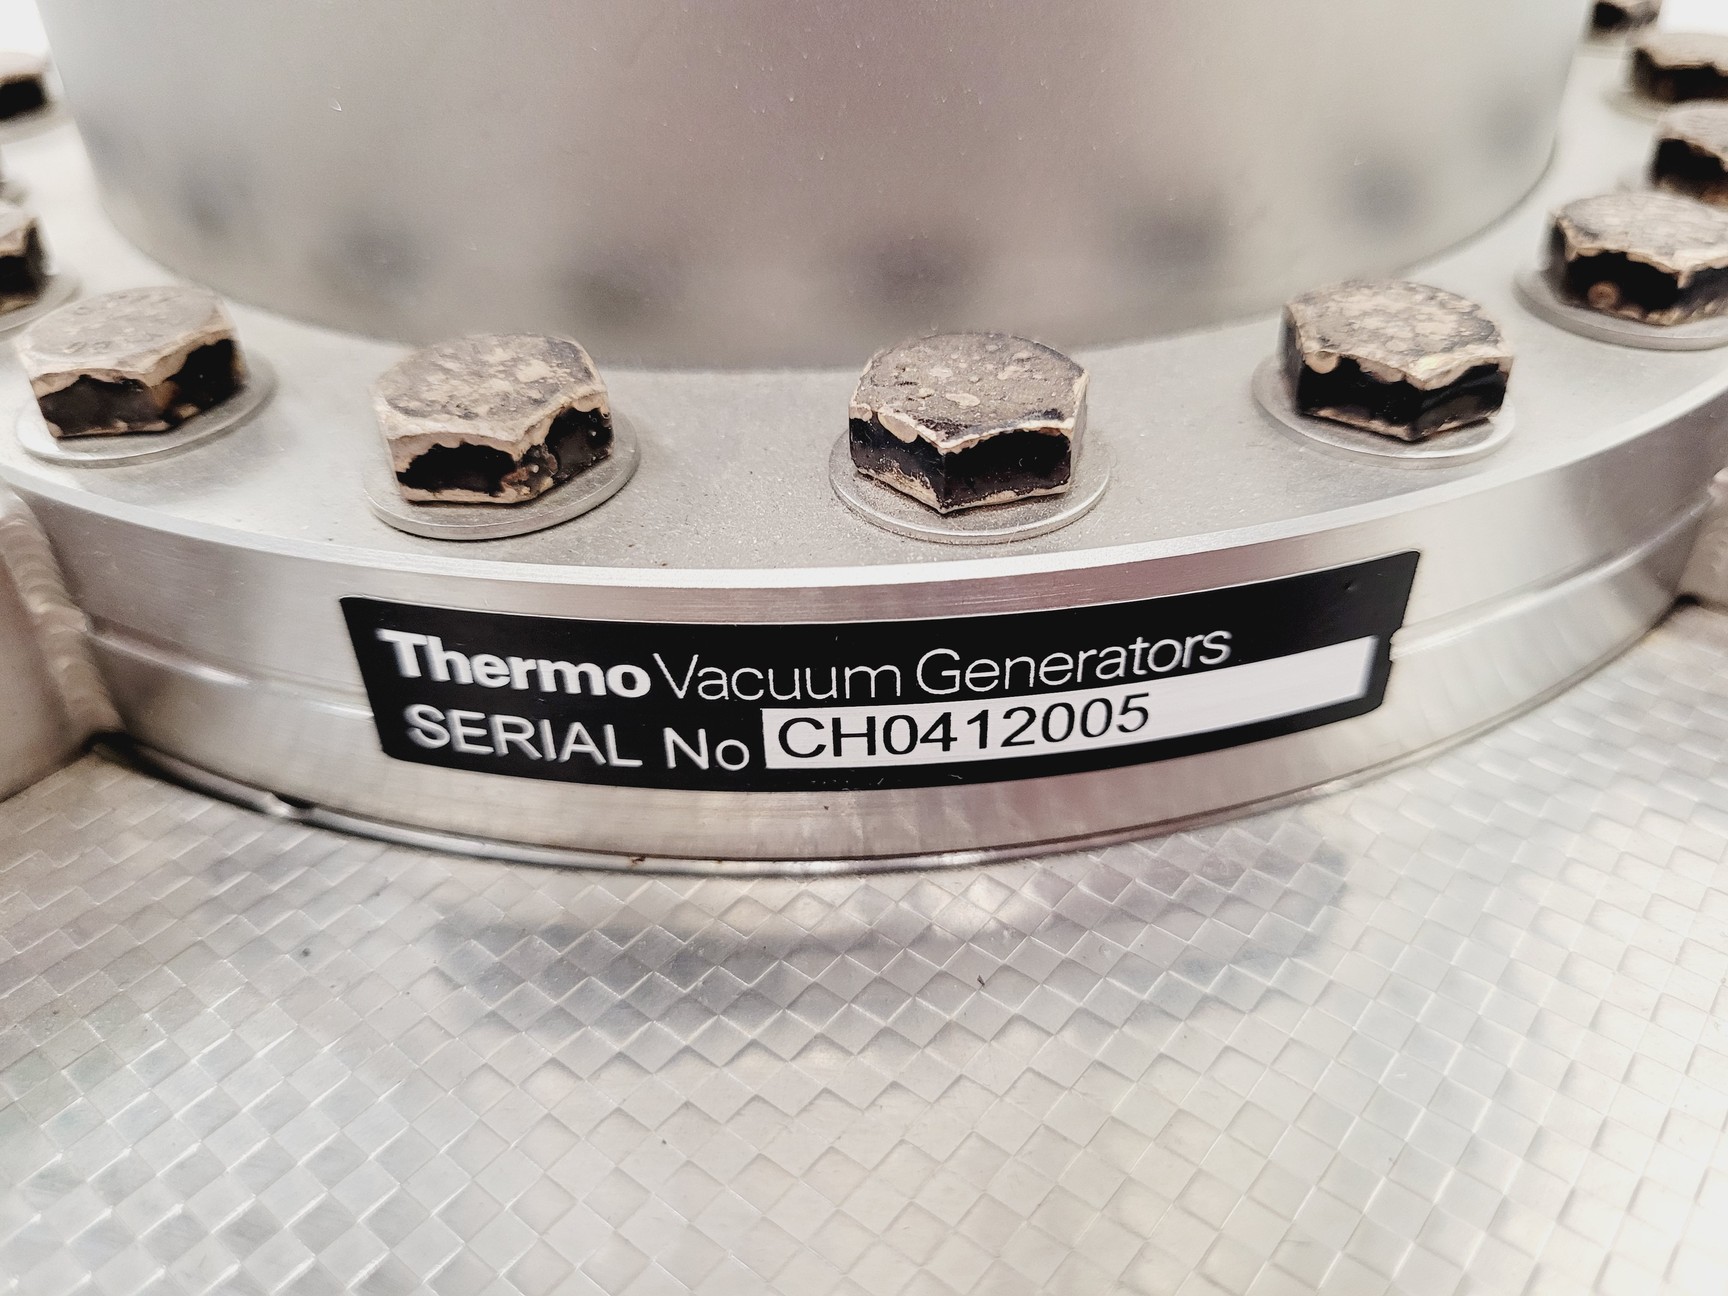 Thermo Vacuum Generators
SERIAL No CH0412005